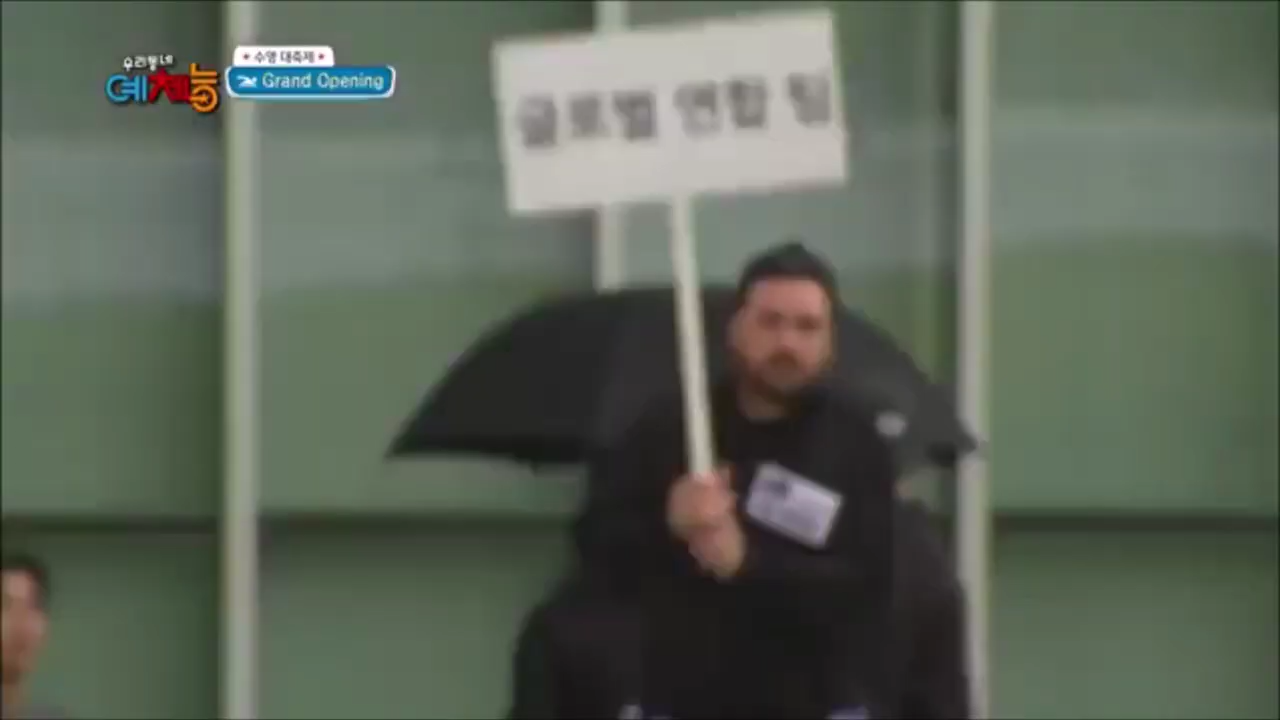 우리동네
예체능
• 수영 대축제 •
Grand Opening
글로벌 연합 팀